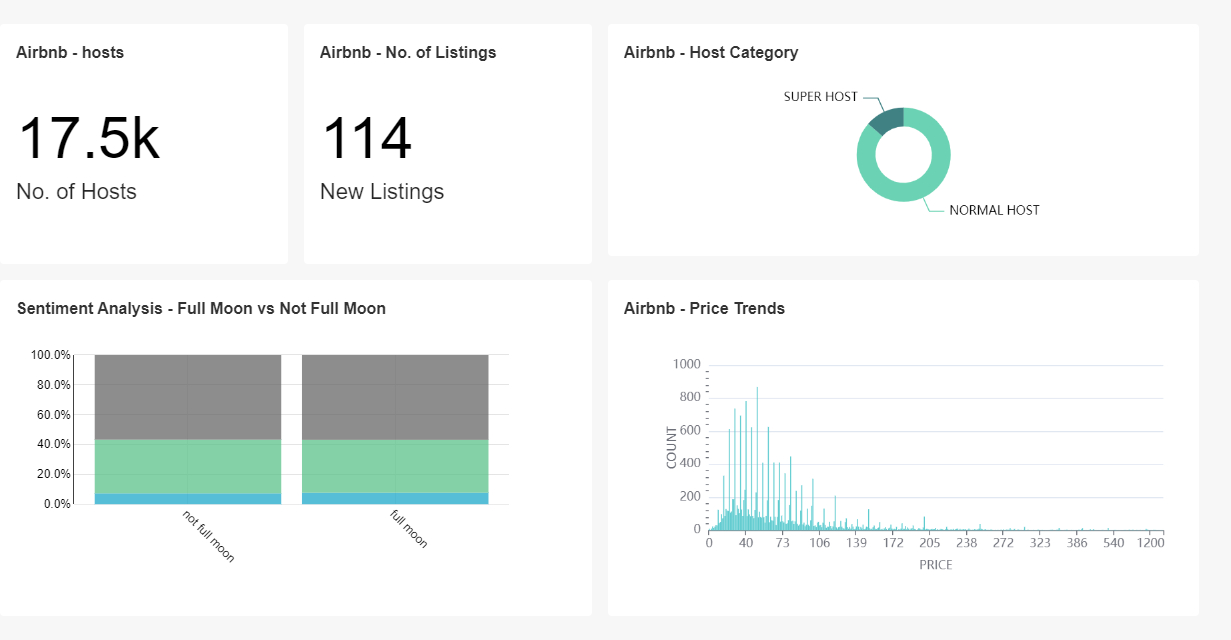 Airbnb - hosts
17.5k
No. of Hosts
Airbnb - No. of Listings
114
New Listings
Airbnb - Host Category
SUPER HOST
NORMAL HOST
Sentiment Analysis - Full Moon vs Not Full Moon
100.0%
80.0%
60.0%
40.0%
20.0%
0.0%
not full moon
full moon
Airbnb - Price Trends
COUNT
1000
800
600
400
200
0
0 40 73 106 139 172 205 238 272 323 386 540 1200
PRICE